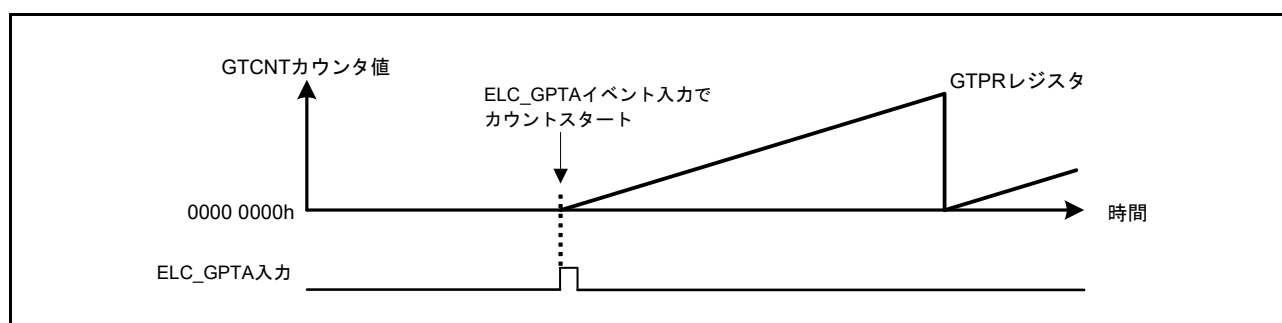 GTCNTカウンタ値
ELC_GPTAイベント入力で
カウントスタート
GTPRレジスタ
0000 0000h
時間
ELC_GPTA入力